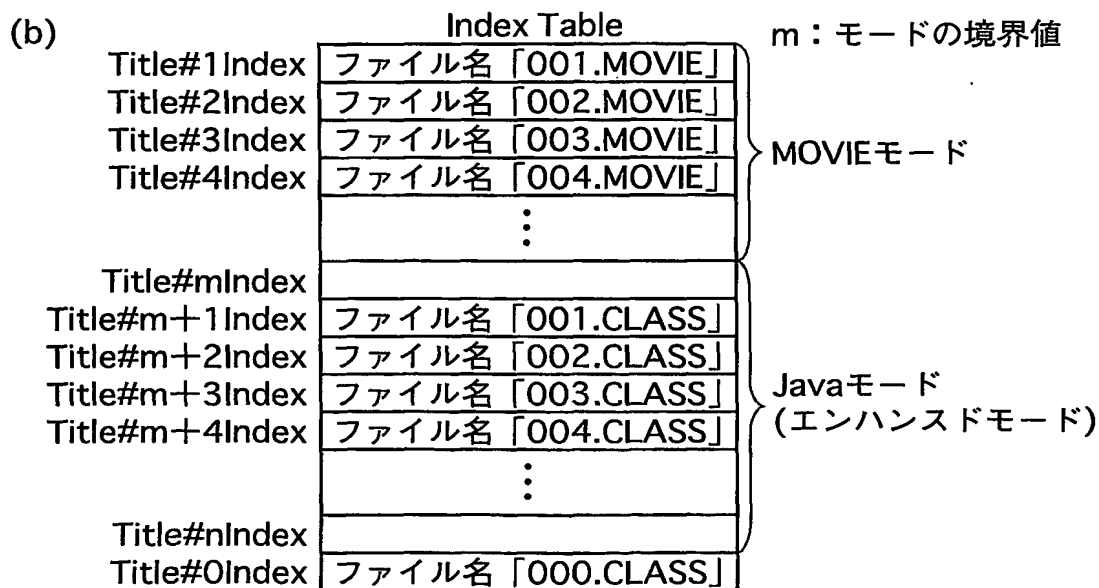 (b)
Index Table
m:モードの境界値
Title#1Index ファイル名「001.MOVIE」
Title#2Index ファイル名「002.MOVIE」
Title#3Index ファイル名「003.MOVIE」
Title#4Index ファイル名「004.MOVIE」
MOVIEモード
⋮
Title#mIndex
Title#m+1Index ファイル名「001.CLASS」
Title#m+2Index ファイル名「002.CLASS」
Title#m+3Index ファイル名「003.CLASS」
Title#m+4Index ファイル名「004.CLASS」
Javaモード
(エンハンスドモード)
⋮
Title#nIndex
Title#0Index ファイル名「000.CLASS」